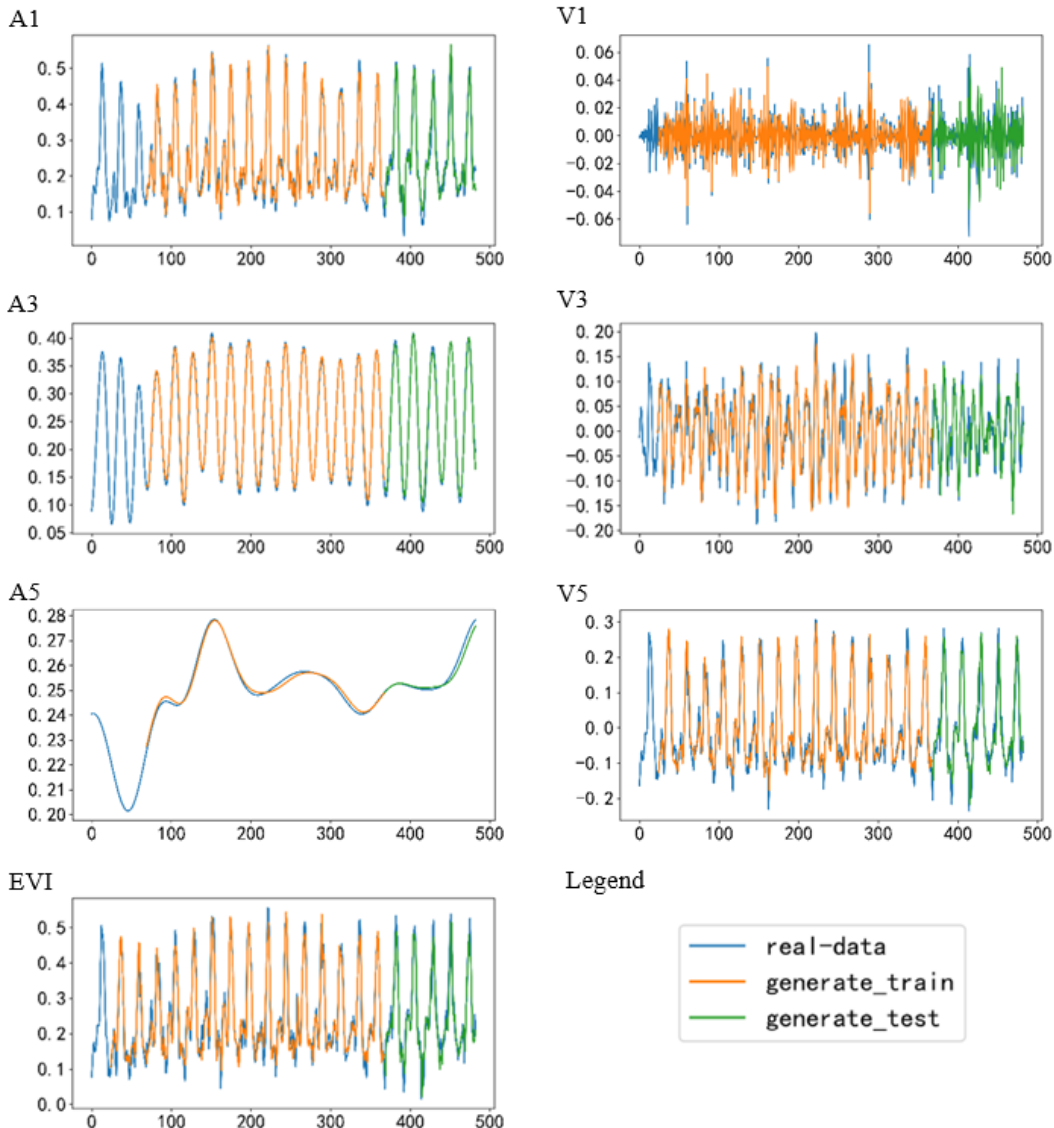 A1
0.5
0.4
0.3
0.2
0.1
0 100 200 300 400 500
V1
0.06
0.04
0.02
0.00
−0.02
−0.04
−0.06
0 100 200 300 400 500
A3
0.40
0.35
0.30
0.25
0.20
0.15
0.10
0.05
0 100 200 300 400 500
V3
0.20
0.15
0.10
0.05
0.00
−0.05
−0.10
−0.15
−0.20
0 100 200 300 400 500
A5
0.28
0.27
0.26
0.25
0.24
0.23
0.22
0.21
0.20
0 100 200 300 400 500
V5
0.3
0.2
0.1
0.0
−0.1
−0.2
0 100 200 300 400 500
EVI
0.5
0.4
0.3
0.2
0.1
0.0
0 100 200 300 400 500
Legend
real-data
generate_train
generate_test